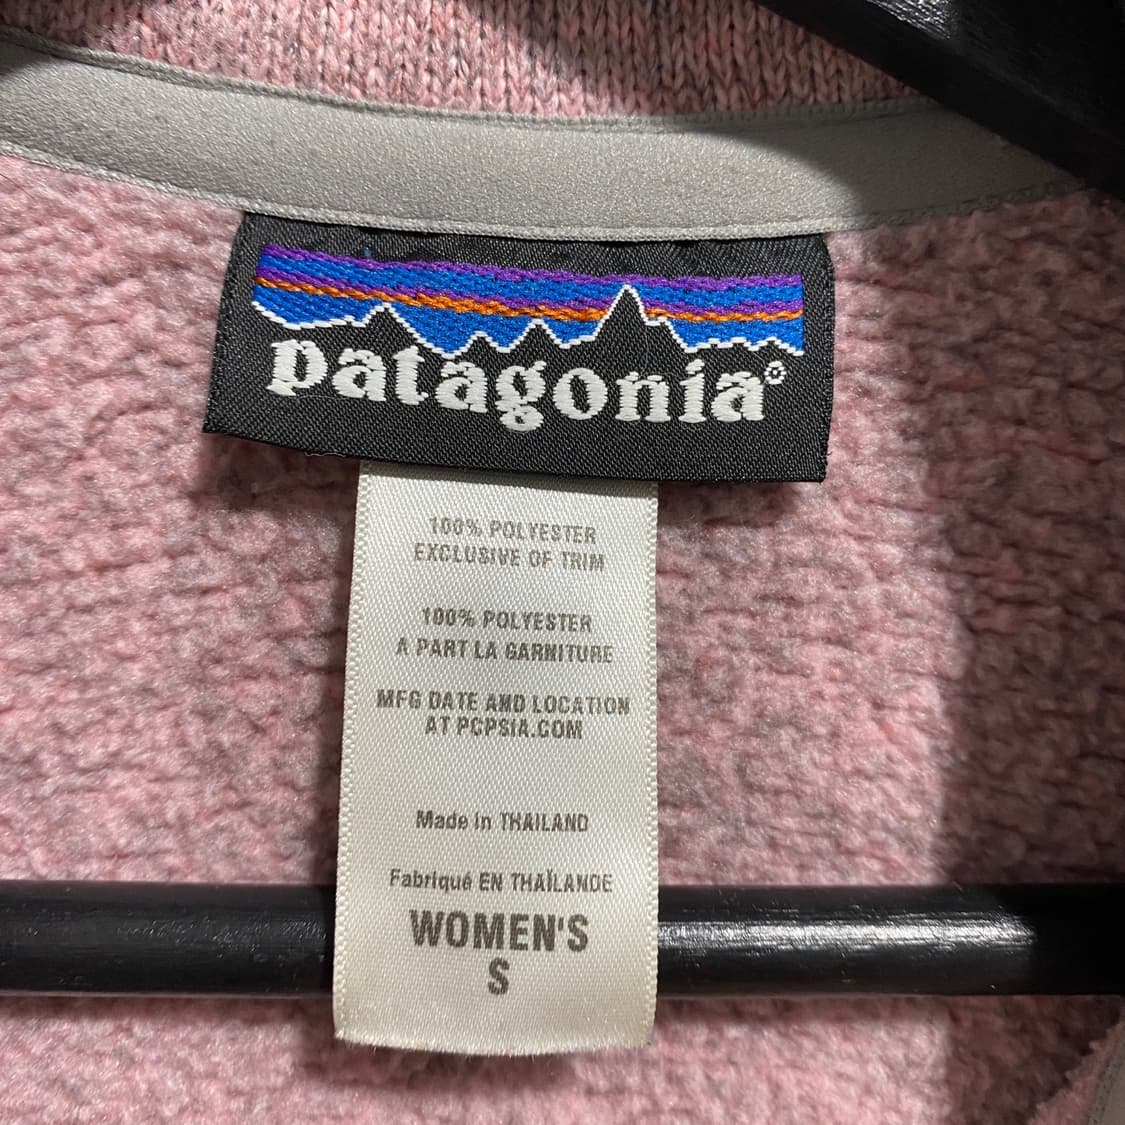 patagonia®
100% POLYESTER
EXCLUSIVE OF TRIM
100% POLYESTER
A PART LA GARNITURE
MFG DATE AND LOCATION
AT PCPSIA.COM
Made in THAILAND
Fabriqué EN THAÏLANDE
WOMEN'S
S